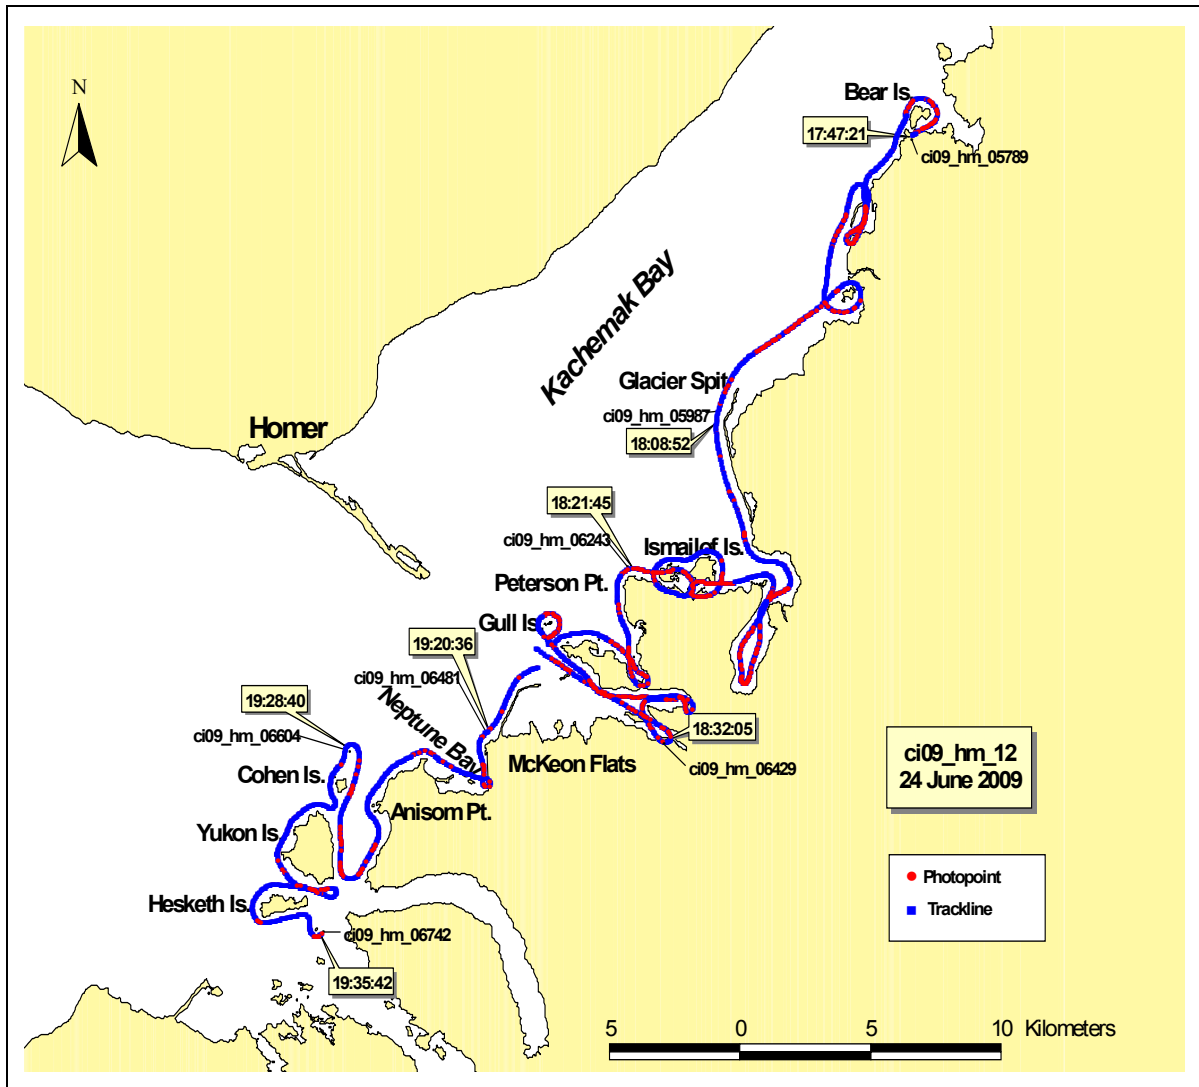 N
Bear Is.
17:47:21
ci09_hm_05789
Kachemak Bay
Glacier Spit
ci09_hm_05987
18:08:52
Homer
18:21:45
ci09_hm_06243
Ismailof Is.
Peterson Pt.
Gull Is
19:20:36
ci09_hm_06481
Neptune Bay
19:28:40
ci09_hm_06604
18:32:05
ci09_hm_06429
McKeon Flats
Cohen Is.
Anisom Pt.
Yukon Is.
Hesketh Is.
ci09_hm_06742
19:35:42
ci09_hm_12
24 June 2009
Photopoint
Trackline
5 0 5 10 Kilometers